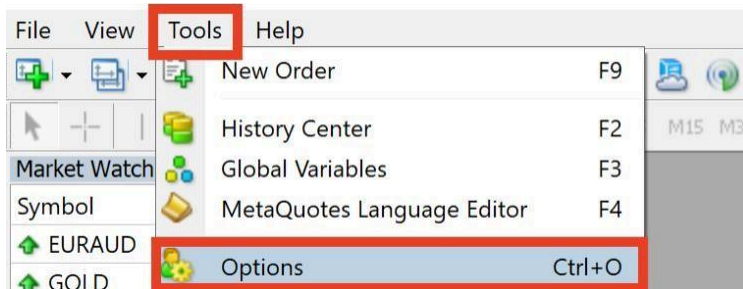 File View Tools Help
New Order F9
M15 M3
History Center F2
Market Watch
Global Variables F3
Symbol
MetaQuotes Language Editor F4
EURAUD
Options Ctrl+O
GOLD